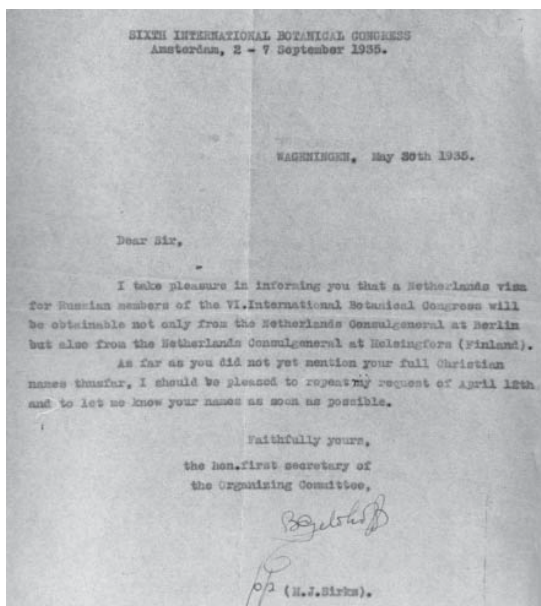 SIXTH INTERNATIONAL BOTANICAL CONGRESS
Amsterdam, 2 - 7 September 1935.
WAGENINGEN, May 30th 1935.
Dear Sir,
I take pleasure in informing you that a Netherlands visa
for Russian members of the VI.International Botanical Congress will
be obtainable not only from the Netherlands Consulgeneral at Berlin
but also from the Netherlands Consulgeneral at Helsingfors (Finland).
As far as you did not yet mention your full Christian
names thusfar, I should be pleased to repeat my request of April 12th
and to let me know your names as soon as possible.
Faithfully yours,
the hon.first secretary of
the Organizing Committee,
(M.J.Sirks).